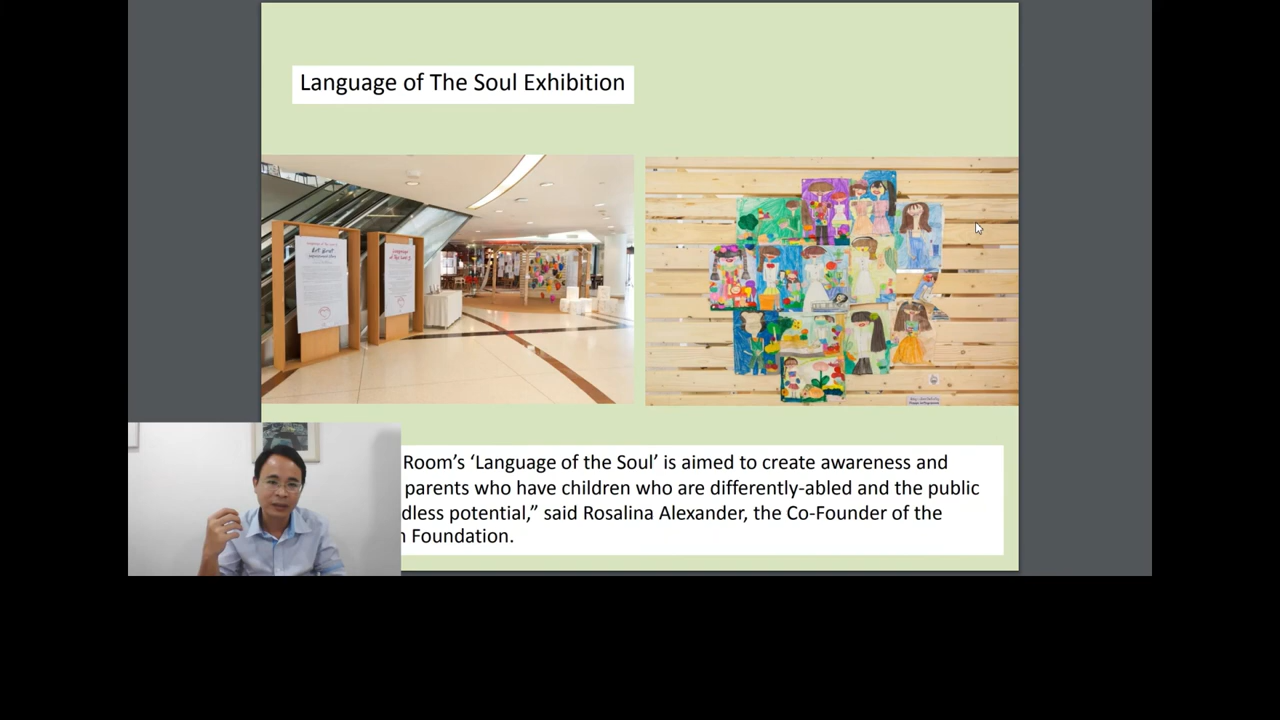 Language of The Soul Exhibition
Room's ‘Language of the Soul’ is aimed to create awareness and
parents who have children who are differently-abled and the public
dless potential,” said Rosalina Alexander, the Co-Founder of the
Foundation.